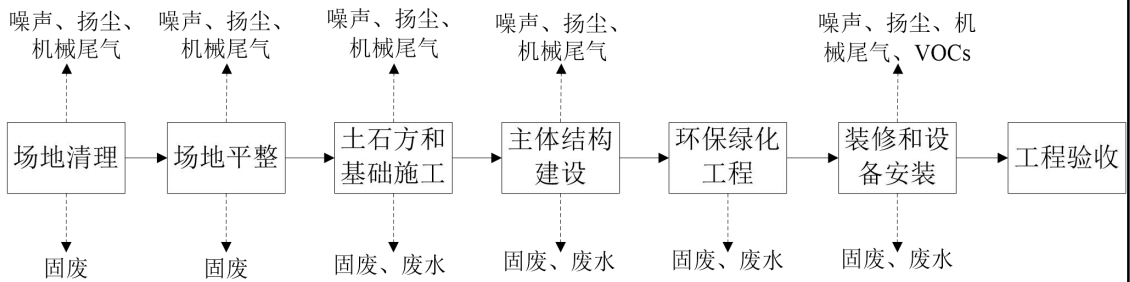 噪声、扬尘、
机械尾气
噪声、扬尘、
机械尾气
噪声、扬尘、
机械尾气
噪声、扬尘、
机械尾气
噪声、扬尘、机
械尾气、VOCs
场地清理
场地平整
土石方和
基础施工
主体结构
建设
环保绿化
工程
装修和设
备安装
工程验收
固废
固废
固废、废水
固废、废水
固废、废水
固废、废水